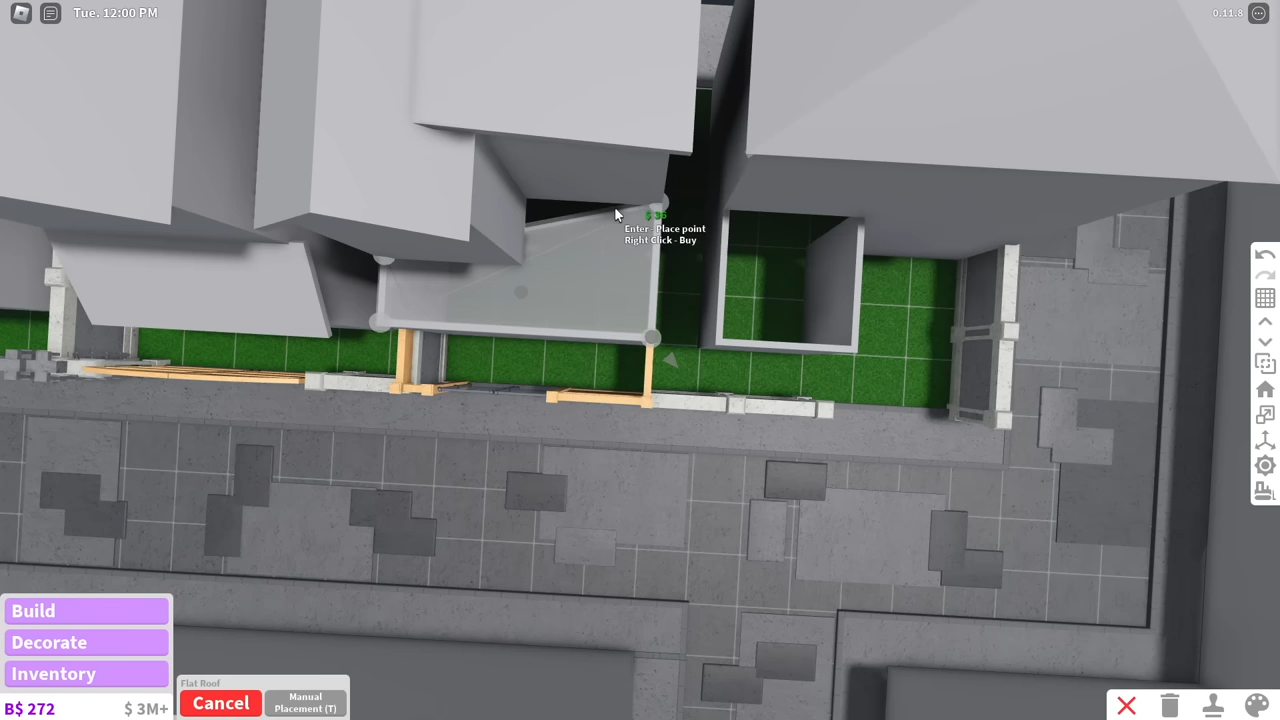 Tue. 12:00 PM
0.11.8
$ 36
Enter - Place point
Right Click - Buy
Build
Decorate
Inventory
B$ 272
$ 3M+
Flat Roof
Cancel
Manual
Placement (T)